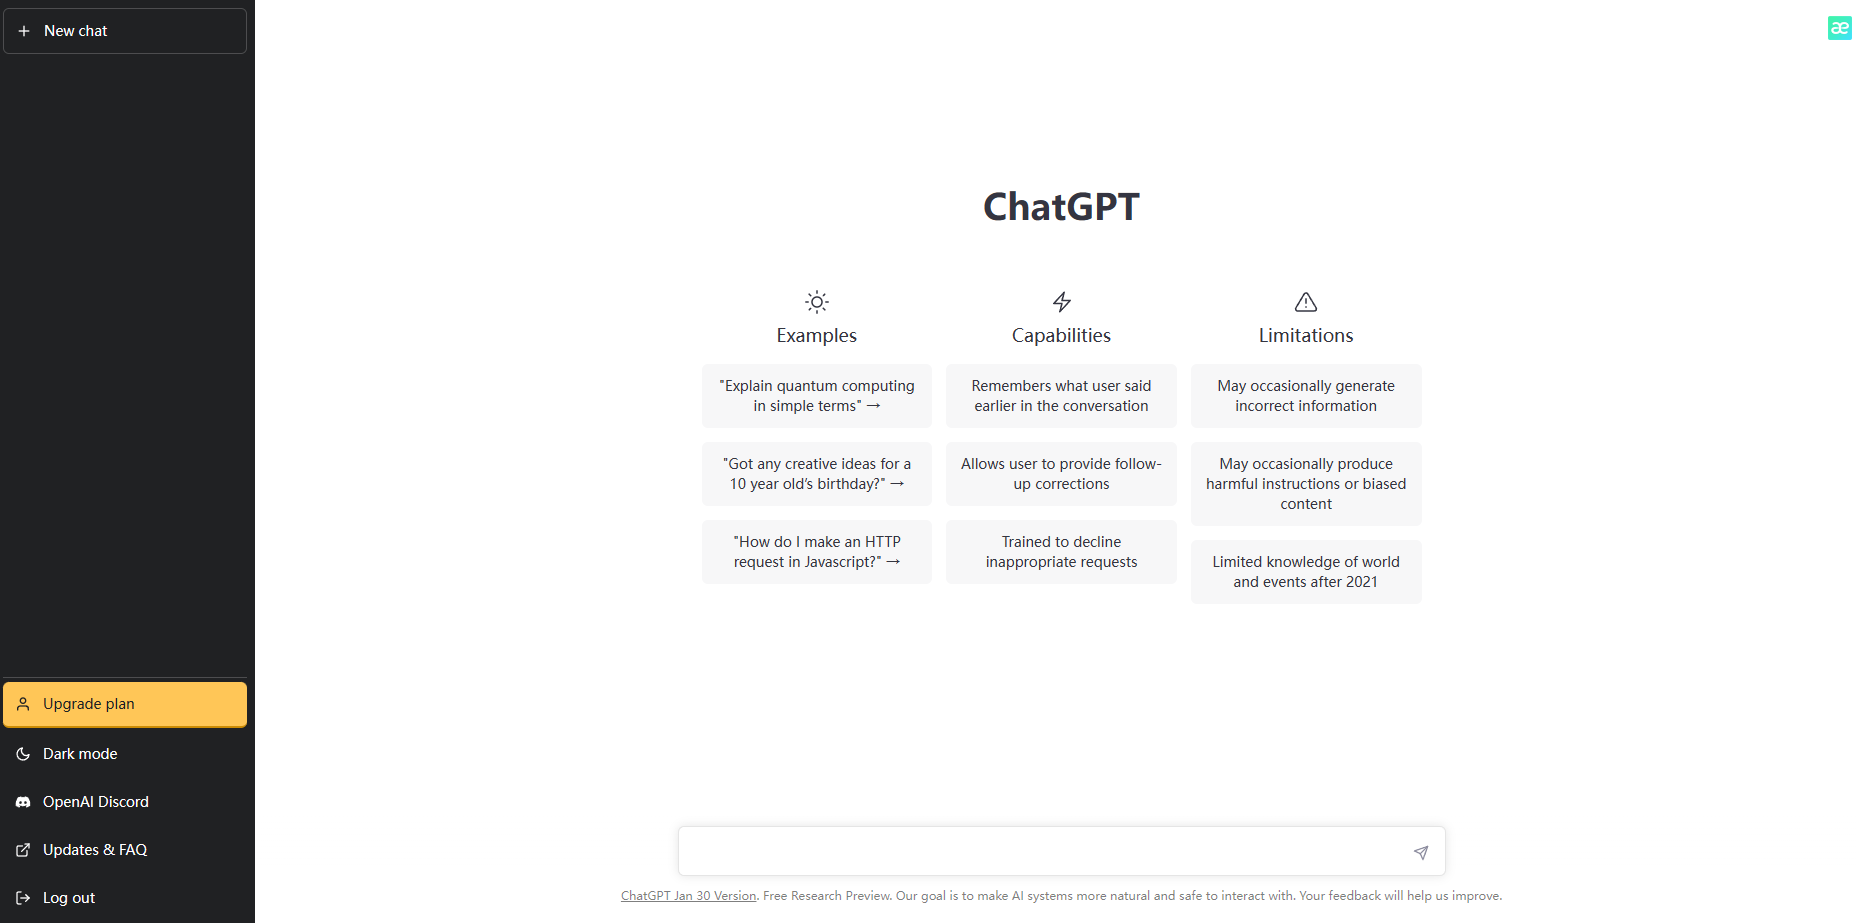 New chat
æ
ChatGPT
Examples
"Explain quantum computing
in simple terms" →
"Got any creative ideas for a
10 year old’s birthday?" →
"How do I make an HTTP
request in Javascript?" →
Capabilities
Remembers what user said
earlier in the conversation
Allows user to provide follow-
up corrections
Trained to decline
inappropriate requests
Limitations
May occasionally generate
incorrect information
May occasionally produce
harmful instructions or biased
content
Limited knowledge of world
and events after 2021
Upgrade plan
Dark mode
OpenAI Discord
Updates & FAQ
Log out
ChatGPT Jan 30 Version. Free Research Preview. Our goal is to make AI systems more natural and safe to interact with. Your feedback will help us improve.